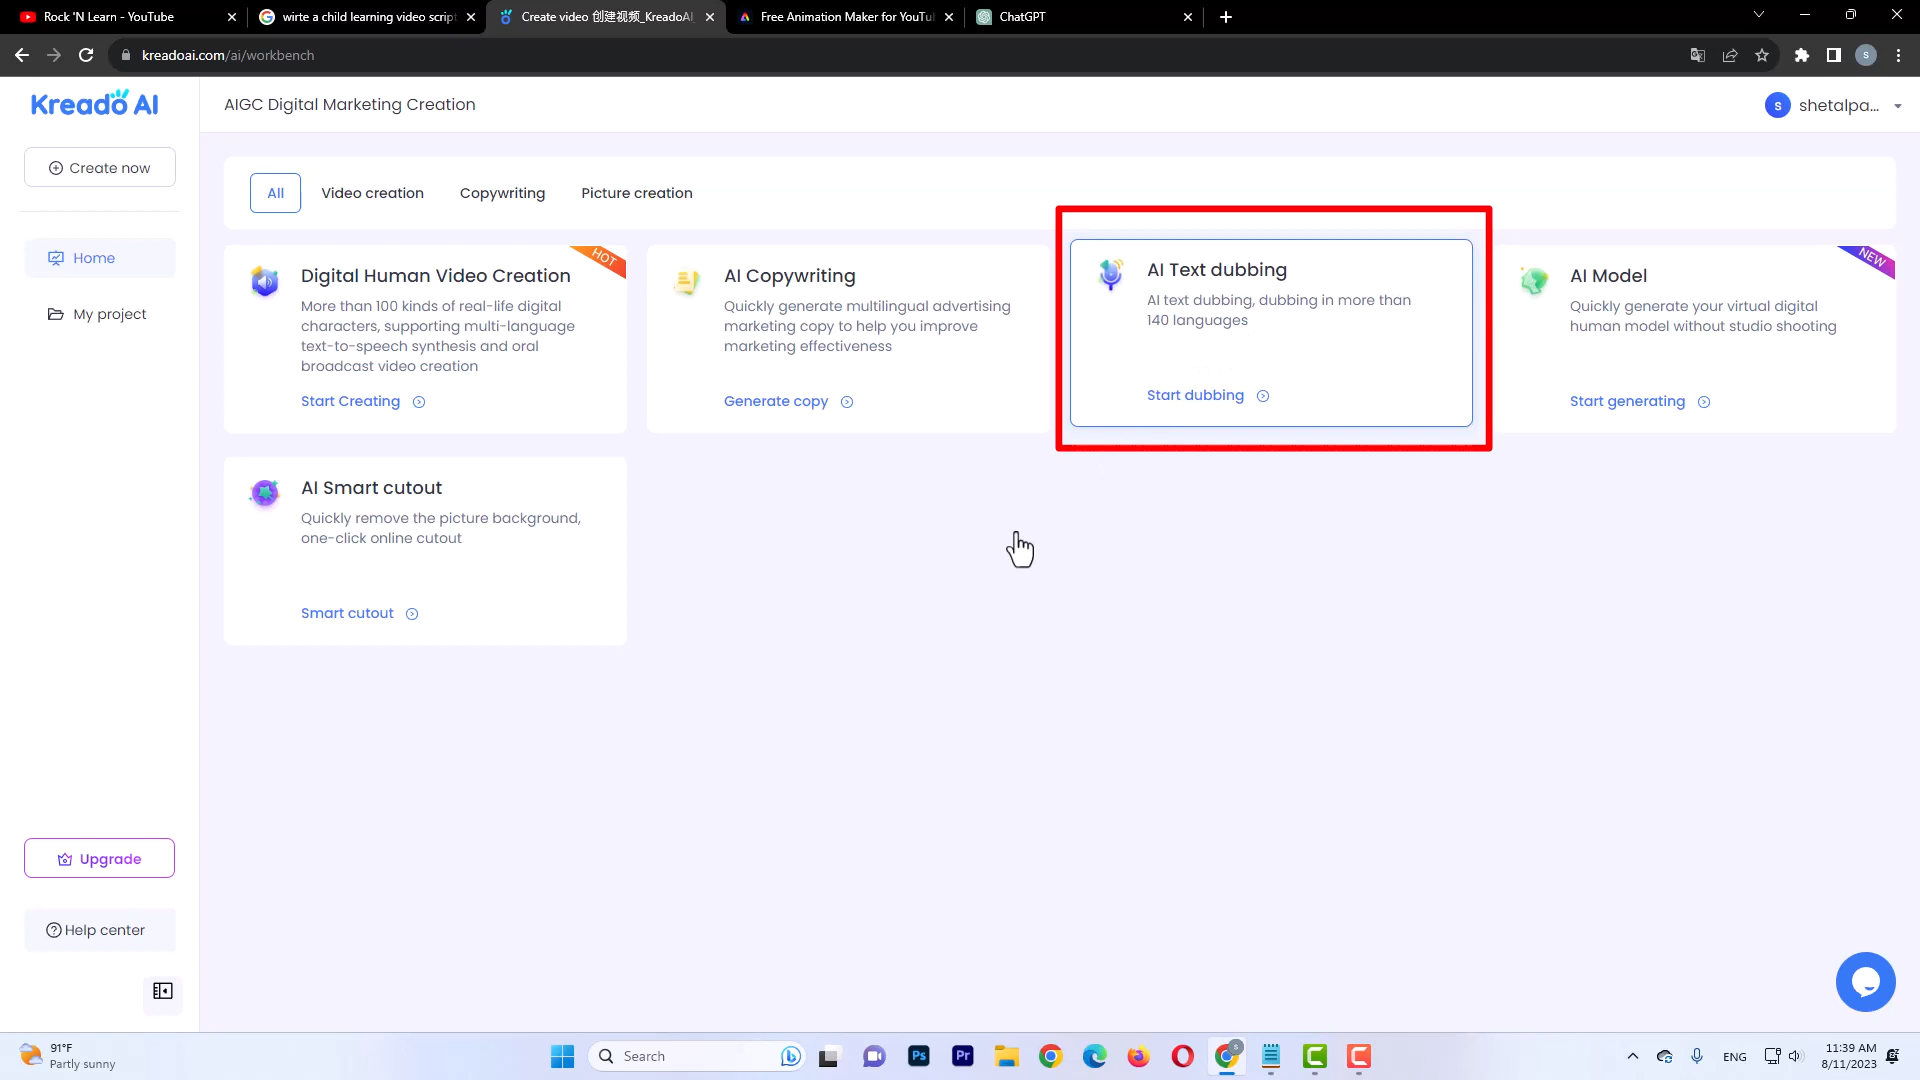 Rock 'N Learn - YouTube
wirte a child learning video script
Create video 创建视频_KreadoAI
Free Animation Maker for YouTu
ChatGPT
kreadoai.com/ai/workbench
S
Kreado AI
AIGC Digital Marketing Creation
S
shetalpa...
Create now
Home
My project
All
Video creation
Copywriting
Picture creation
Digital Human Video Creation
HOT
More than 100 kinds of real-life digital
characters, supporting multi-language
text-to-speech synthesis and oral
broadcast video creation
Start Creating
AI Copywriting
Quickly generate multilingual advertising
marketing copy to help you improve
marketing effectiveness
Generate copy
AI Text dubbing
AI text dubbing, dubbing in more than
140 languages
Start dubbing
AI Model
NEW
Quickly generate your virtual digital
human model without studio shooting
Start generating
AI Smart cutout
Quickly remove the picture background,
one-click online cutout
Smart cutout
Upgrade
Help center
91°F
Partly sunny
Search
Ps
Pr
S
ENG
11:39 AM
8/11/2023